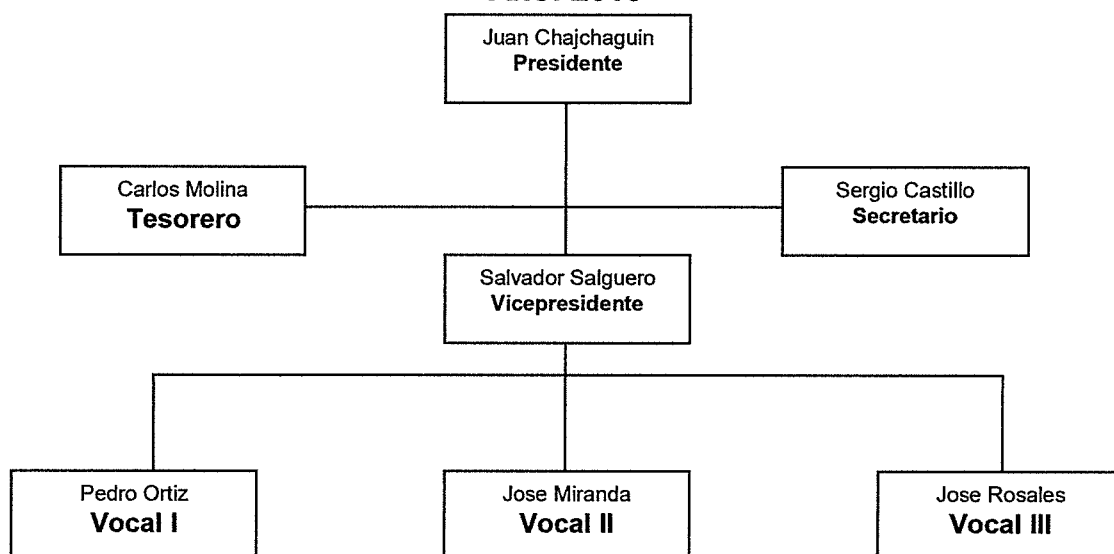 Juan Chajchaguin
Presidente
Carlos Molina
Tesorero
Sergio Castillo
Secretario
Salvador Salguero
Vicepresidente
Pedro Ortiz
Vocal I
Jose Miranda
Vocal II
Jose Rosales
Vocal III